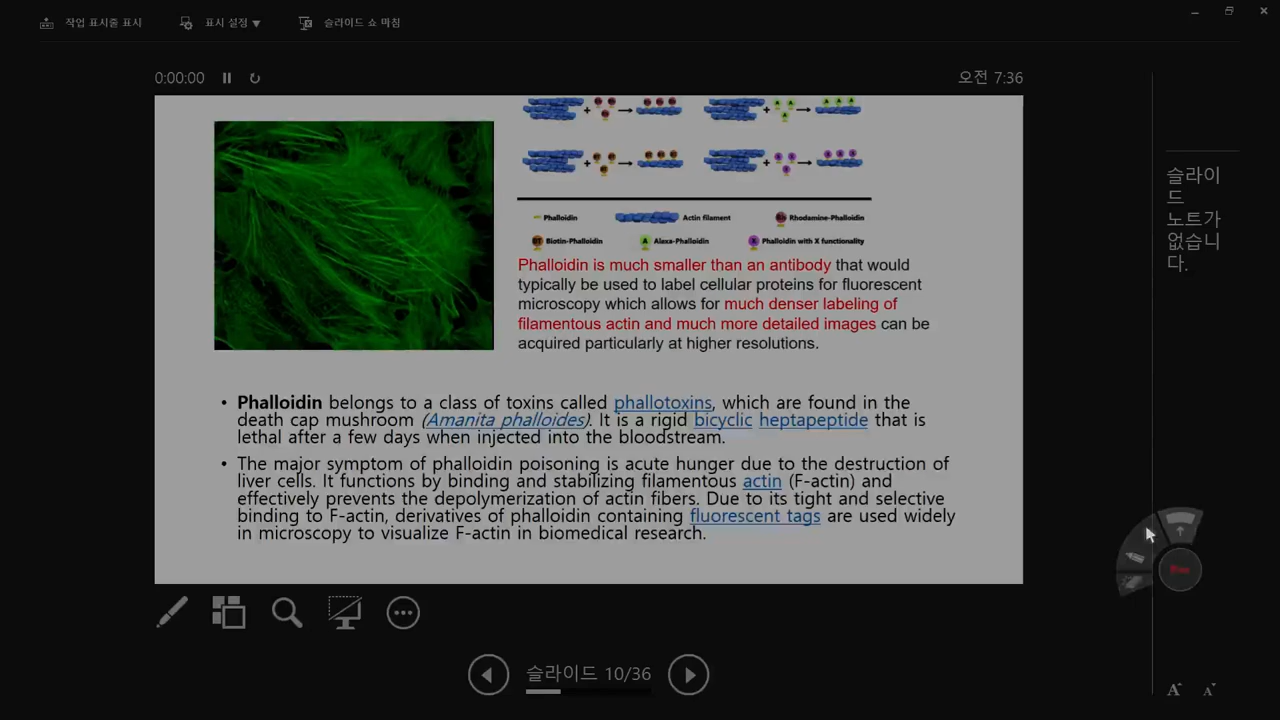 작업 표시줄 표시
표시 설정 ▼
슬라이드 쇼 마침
0:00:00
오전 7:36
Phalloidin
Actin filament
Rhodamine-Phalloidin
Biotin-Phalloidin
Alexa-Phalloidin
Phalloidin with X functionality
Phalloidin is much smaller than an antibody that would
typically be used to label cellular proteins for fluorescent
microscopy which allows for much denser labeling of
filamentous actin and much more detailed images can be
acquired particularly at higher resolutions.
• Phalloidin belongs to a class of toxins called phallotoxins, which are found in the
death cap mushroom (Amanita phalloides). It is a rigid bicyclic heptapeptide that is
lethal after a few days when injected into the bloodstream.
• The major symptom of phalloidin poisoning is acute hunger due to the destruction of
liver cells. It functions by binding and stabilizing filamentous actin (F-actin) and
effectively prevents the depolymerization of actin fibers. Due to its tight and selective
binding to F-actin, derivatives of phalloidin containing fluorescent tags are used widely
in microscopy to visualize F-actin in biomedical research.
슬라이
드
노트가
없습니
다.
슬라이드 10/36
A
A